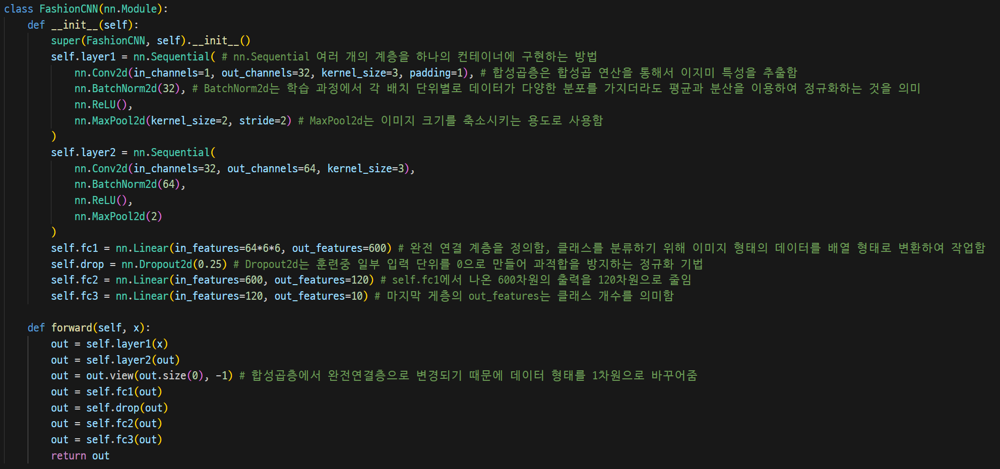 class FashionCNN(nn.Module):
def __init__(self):
super(FashionCNN, self).__init__()
self.layer1 = nn.Sequential( # nn.Sequential 여러 개의 계층을 하나의 컨테이너에 구현하는 방법
nn.Conv2d(in_channels=1, out_channels=32, kernel_size=3, padding=1), # 합성곱층은 합성곱 연산을 통해서 이지미 특성을 추출함
nn.BatchNorm2d(32), # BatchNorm2d는 학습 과정에서 각 배치 단위별로 데이터가 다양한 분포를 가지더라도 평균과 분산을 이용하여 정규화하는 것을 의미
nn.ReLU(),
nn.MaxPool2d(kernel_size=2, stride=2) # MaxPool2d는 이미지 크기를 축소시키는 용도로 사용함
)
self.layer2 = nn.Sequential(
nn.Conv2d(in_channels=32, out_channels=64, kernel_size=3),
nn.BatchNorm2d(64),
nn.ReLU(),
nn.MaxPool2d(2)
)
self.fc1 = nn.Linear(in_features=64*6*6, out_features=600) # 완전 연결 계층을 정의함, 클래스를 분류하기 위해 이미지 형태의 데이터를 배열 형태로 변환하여 작업함
self.drop = nn.Dropout2d(0.25) # Dropout2d는 훈련중 일부 입력 단위를 0으로 만들어 과적합을 방지하는 정규화 기법
self.fc2 = nn.Linear(in_features=600, out_features=120) # self.fc1에서 나온 600차원의 출력을 120차원으로 줄임
self.fc3 = nn.Linear(in_features=120, out_features=10) # 마지막 게층의 out_features는 클래스 개수를 의미함
def forward(self, x):
out = self.layer1(x)
out = self.layer2(out)
out = out.view(out.size(0), -1) # 합성곱층에서 완전연결층으로 변경되기 때문에 데이터 형태를 1차원으로 바꾸어줌
out = self.fc1(out)
out = self.drop(out)
out = self.fc2(out)
out = self.fc3(out)
return out